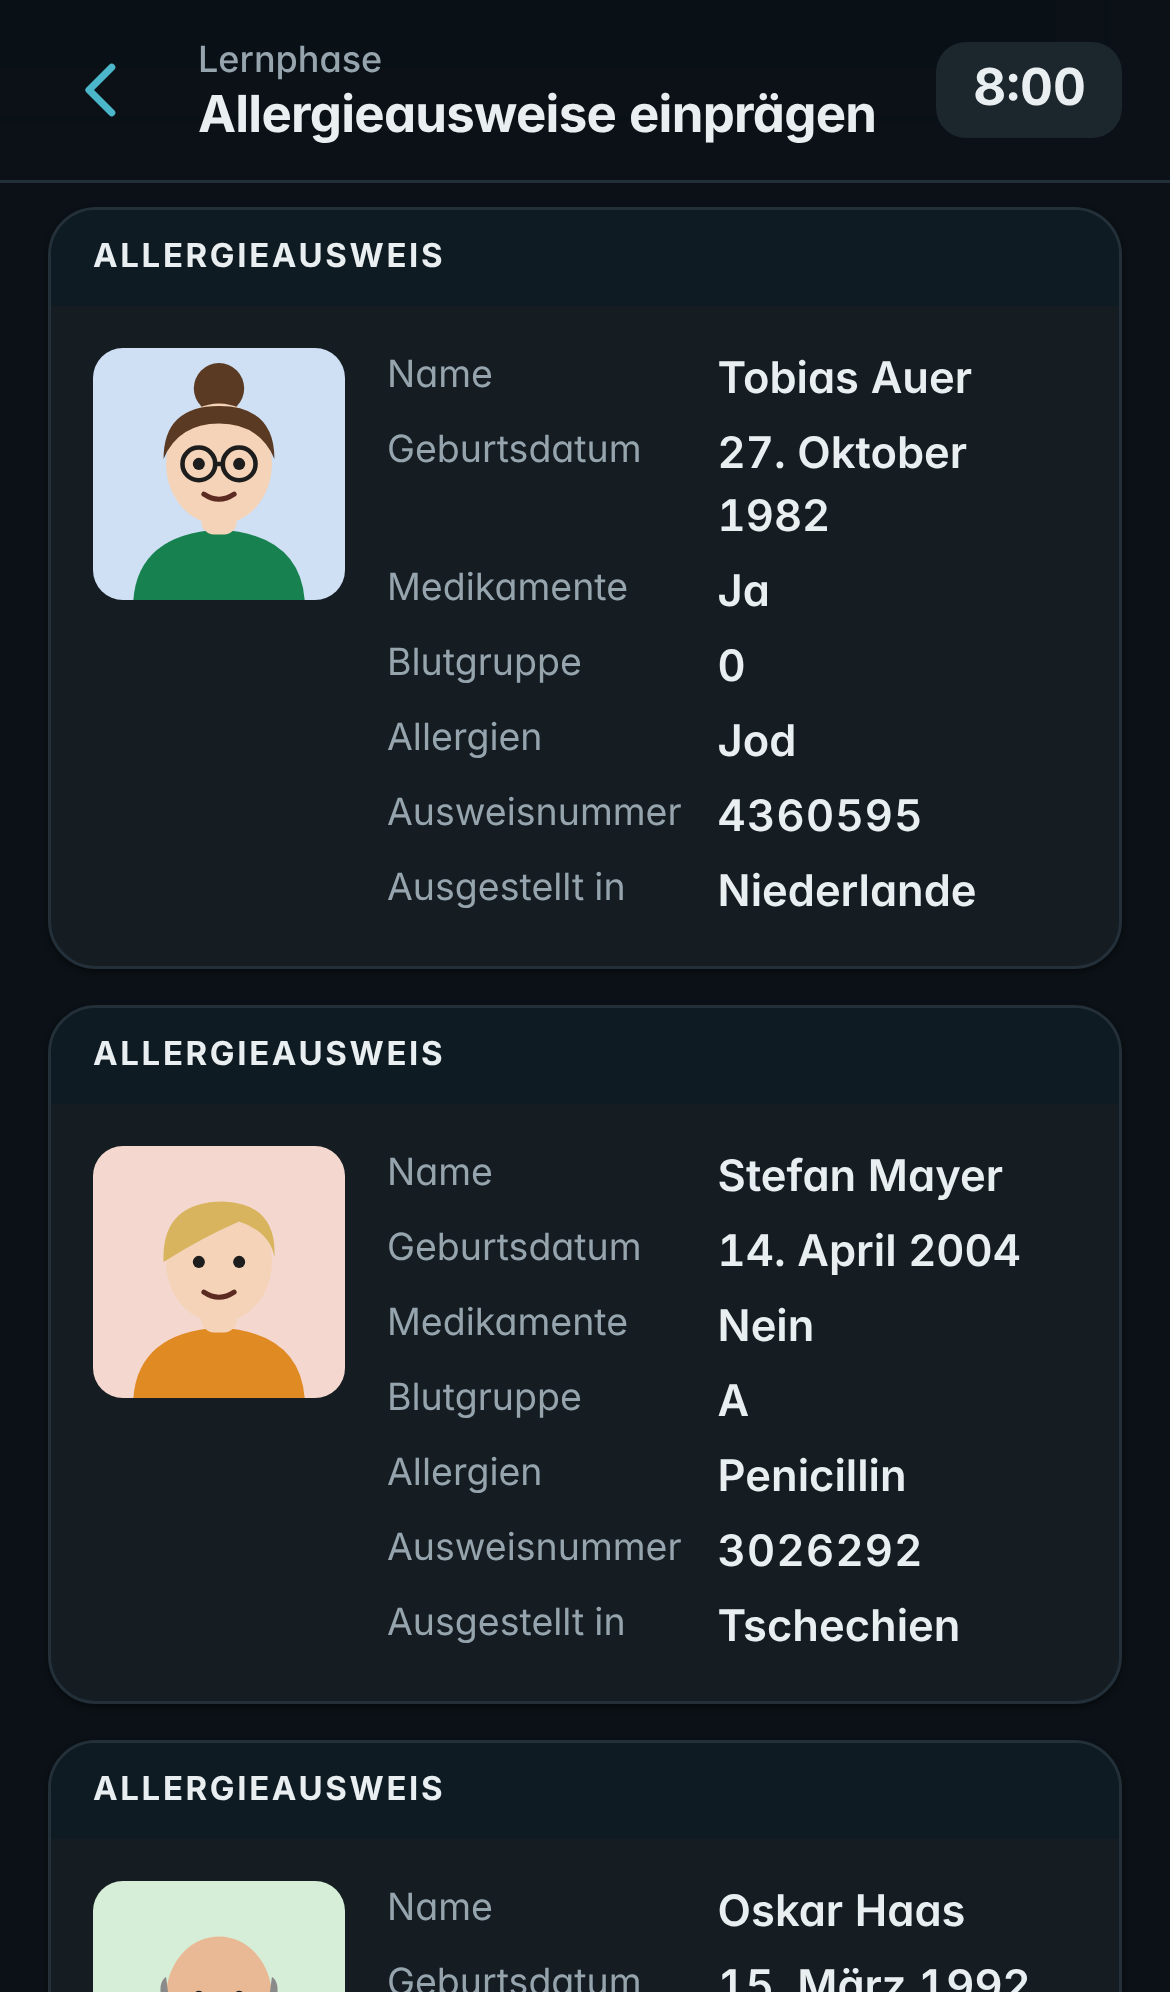 Lernphase
Allergieausweise einprägen
8:00
ALLERGIEAUSWEIS
Name Tobias Auer
Geburtsdatum 27. Oktober
1982
Medikamente Ja
Blutgruppe 0
Allergien Jod
Ausweisnummer 4360595
Ausgestellt in Niederlande
ALLERGIEAUSWEIS
Name Stefan Mayer
Geburtsdatum 14. April 2004
Medikamente Nein
Blutgruppe A
Allergien Penicillin
Ausweisnummer 3026292
Ausgestellt in Tschechien
ALLERGIEAUSWEIS
Name Oskar Haas
Geburtsdatum 15. März 1992